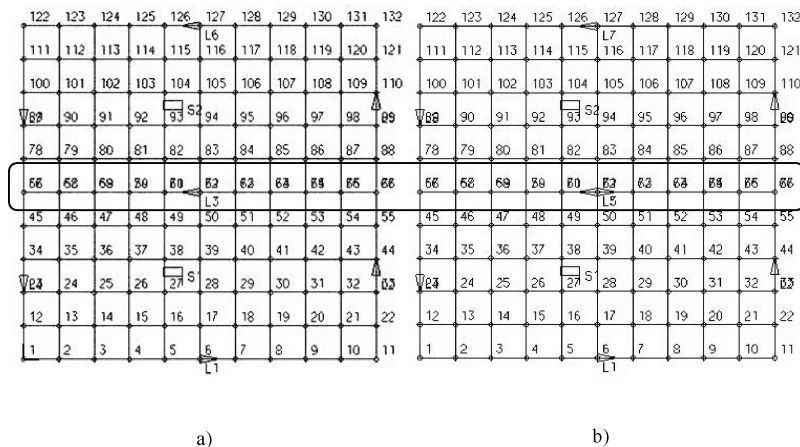 122 123 124 125 126 127 128 129 130 131 132
L6
111 112 113 114 115 116 117 118 119 120 121
100 101 102 103 104 105 106 107 108 109 110
S2
90 91 92 93 94 95 96 97 98
78 79 80 81 82 83 84 85 86 87 88
L3
45 46 47 48 49 50 51 52 53 54 55
34 35 36 37 38 39 40 41 42 43 44
S1
24 25 26 27 28 29 30 31 32
12 13 14 15 16 17 18 19 20 21 22
1 2 3 4 5 6 7 8 9 10 11
L1
a)
122 123 124 125 126 127 128 129 130 131 132
L7
111 112 113 114 115 116 117 118 119 120 121
100 101 102 103 104 105 106 107 108 109 110
S2
90 91 92 93 94 95 96 97 98
78 79 80 81 82 83 84 85 86 87 88
L5
45 46 47 48 49 50 51 52 53 54 55
34 35 36 37 38 39 40 41 42 43 44
S1
24 25 26 27 28 29 30 31 32
12 13 14 15 16 17 18 19 20 21 22
1 2 3 4 5 6 7 8 9 10 11
L1
b)